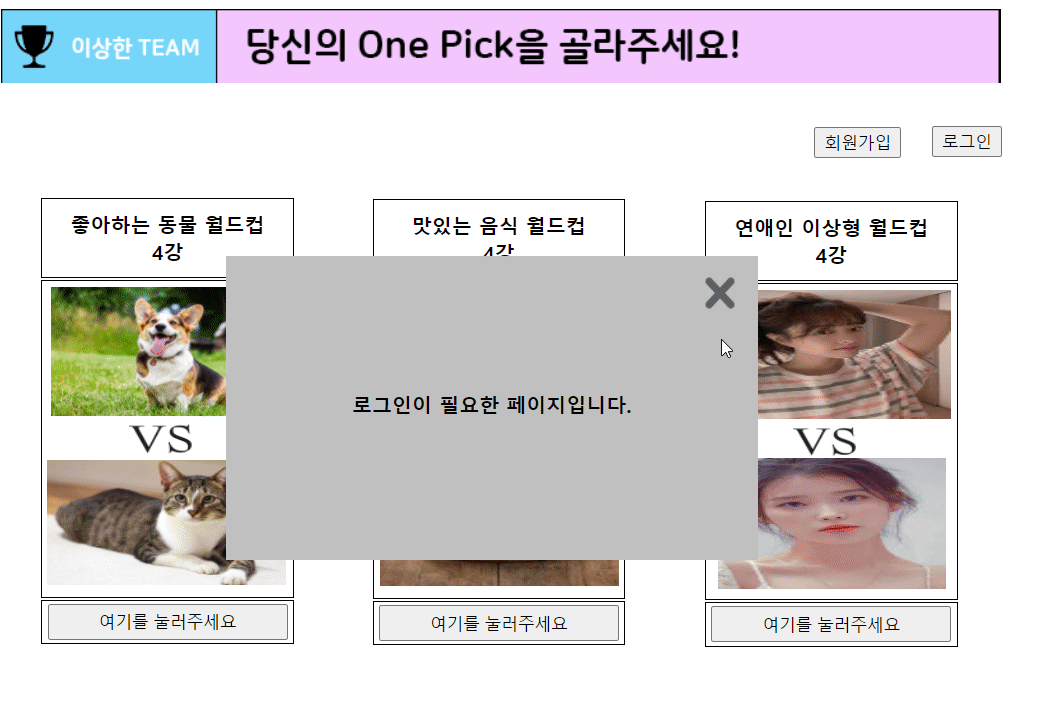 이상한 TEAM
당신의 One Pick을 골라주세요!
회원가입
로그인
좋아하는 동물 월드컵
4강
맛있는 음식 월드컵
4강
연애인 이상형 월드컵
4강
로그인이 필요한 페이지입니다.
VS
VS
여기를 눌러주세요
여기를 눌러주세요
여기를 눌러주세요